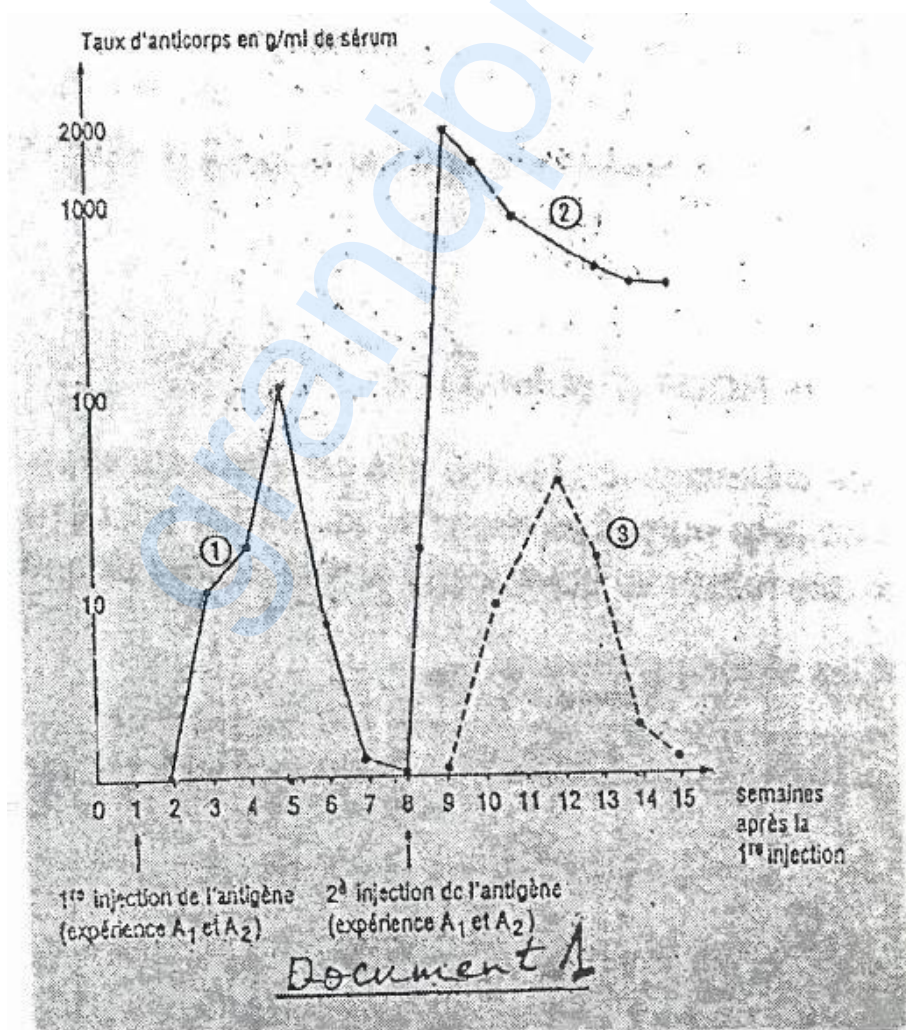 Taux d'anticorps en g/ml de sérum
2000
1000
100
10
①
②
③
0 1 2 3 4 5 6 7 8 9 10 11 12 13 14 15
semaines
après la
1re injection
1re injection de l'antigène
(expérience A1 et A2)
2è injection de l'antigène
(expérience A1 et A2)
Document 1
grandpr